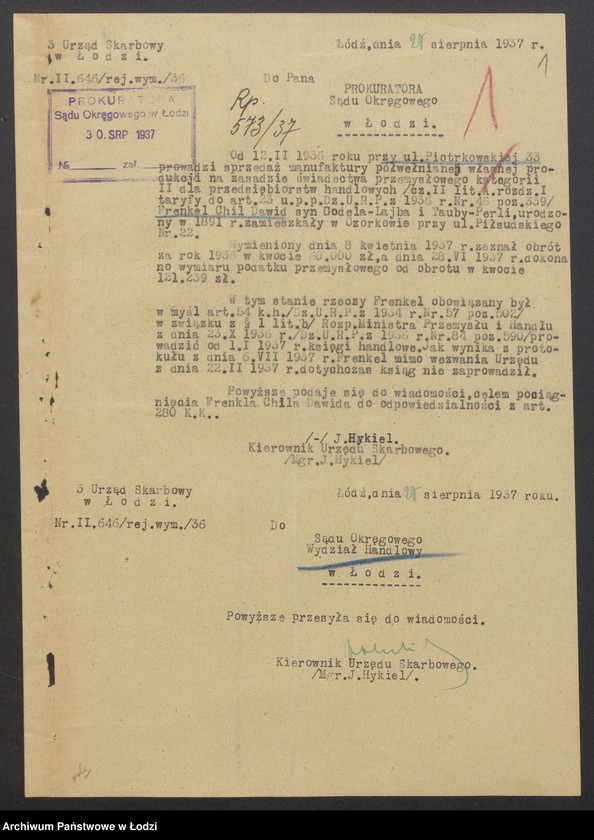 3 Urząd Skarbowy
w Łodzi.
Łódź,dnia 27 sierpnia 1937 r.
1
Nr.II.646/rej.wym./36
Do Pana
PROKURATORA
Sądu Okręgowego
w Łodzi.
PROKURATORA
Sądu Okręgowego w Łodzi
30. SRP 1937
№ zał.
Rp.
573/37
1
Od 12.II 1936 roku przy ul.Piotrkowskiej 33
prowadzi sprzedaż manufaktury półwełnianej własnej pro-
dukcji na zasadzie świadectwa przemysłowego kategorii
II dla przedsiębiorstw handlowych /cz.II lit.A.rozdz.I
taryfy do art.23 u.p.p.Dz.U.R.P.z 1936 r.Nr.46 poz.339/
Frenkel Chil Dawid syn Godela-Lajba i Tauby-Perli,urodzo-
ny w 1891 r.zamieszkały w Ozorkowie przy ul.Piłsudskiego
Nr.22.
Wymieniony dnia 8 kwietnia 1937 r.zeznał obrót
za rok 1936 w kwocie 80.000 zł,a dnia 28.VI 1937 r.dokona
no wymiaru podatku przemysłowego od obrotu w kwocie
121.239 zł.
W tym stanie rzeczy Frenkel obowiązany był
w myśl art.54 k.h./Dz.U.R.P.z 1934 r.Nr.57 poz.502/
w związku z § 1 lit.b/ Rozp.Ministra Przemysłu i Handlu
z dnia 23.X 1936 r./Dz.U.R.P.z 1936 r.Nr.84 poz.590/pro-
wadzić od 1.I 1937 r.księgi handlowe.Jak wynika z proto-
kułu z dnia 6.VII 1937 r.Frenkel mimo wezwania Urzędu
z dnia 22.II 1937 r.dotychczas ksiąg nie zaprowadził.
Powyższe podaje się do wiadomości,celem pociąg-
nięcia Frenkla Chila Dawida do odpowiedzialności z art.
280 K.K..
/-/ J.Hykiel.
Kierownik Urzędu Skarbowego.
/Mgr.J.Hykiel/
3 Urząd Skarbowy
w Łodzi.
Łódź,dnia 27 sierpnia 1937 roku.
Nr.II.646/rej.wym./36
Do
Sądu Okręgowego
Wydział Handlowy
w Łodzi.
Powyższe przesyła się do wiadomości.
Kierownik Urzędu Skarbowego.
/Mgr.J.Hykiel/.
Archiwum Państwowe w Łodzi